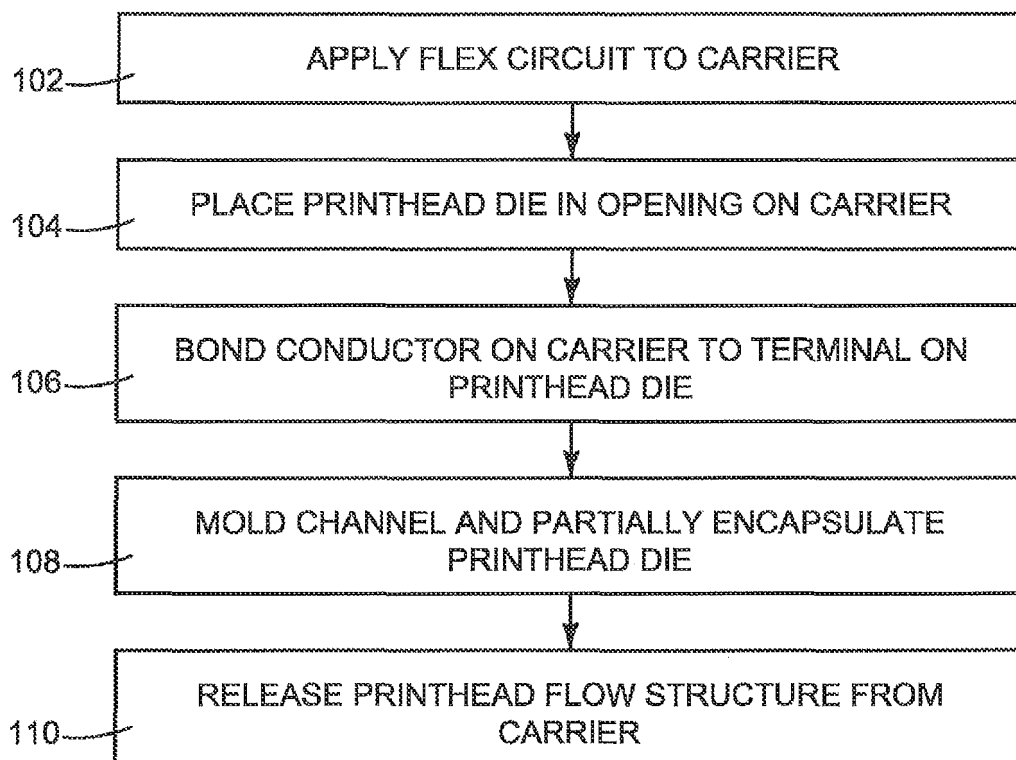 APPLY FLEX CIRCUIT TO CARRIER
102
PLACE PRINTHEAD DIE IN OPENING ON CARRIER
104
BOND CONDUCTOR ON CARRIER TO TERMINAL ON
PRINTHEAD DIE
106
MOLD CHANNEL AND PARTIALLY ENCAPSULATE
PRINTHEAD DIE
108
RELEASE PRINTHEAD FLOW STRUCTURE FROM
CARRIER
110